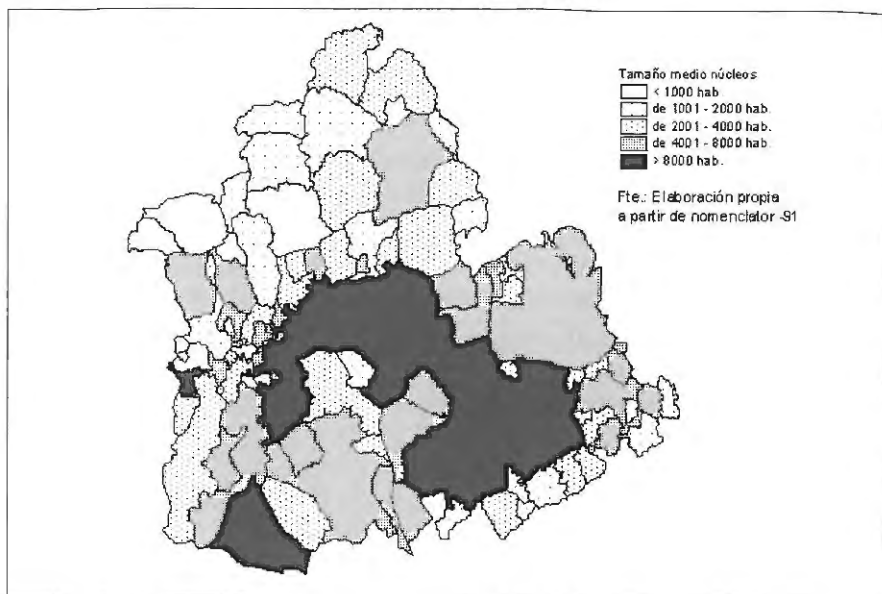 Tamaño medio núcleos
< 1000 hab.
de 1001 - 2000 hab.
de 2001 - 4000 hab.
de 4001 - 8000 hab.
> 8000 hab.
Fte.: Elaboración propia
a partir de nomenclator -91